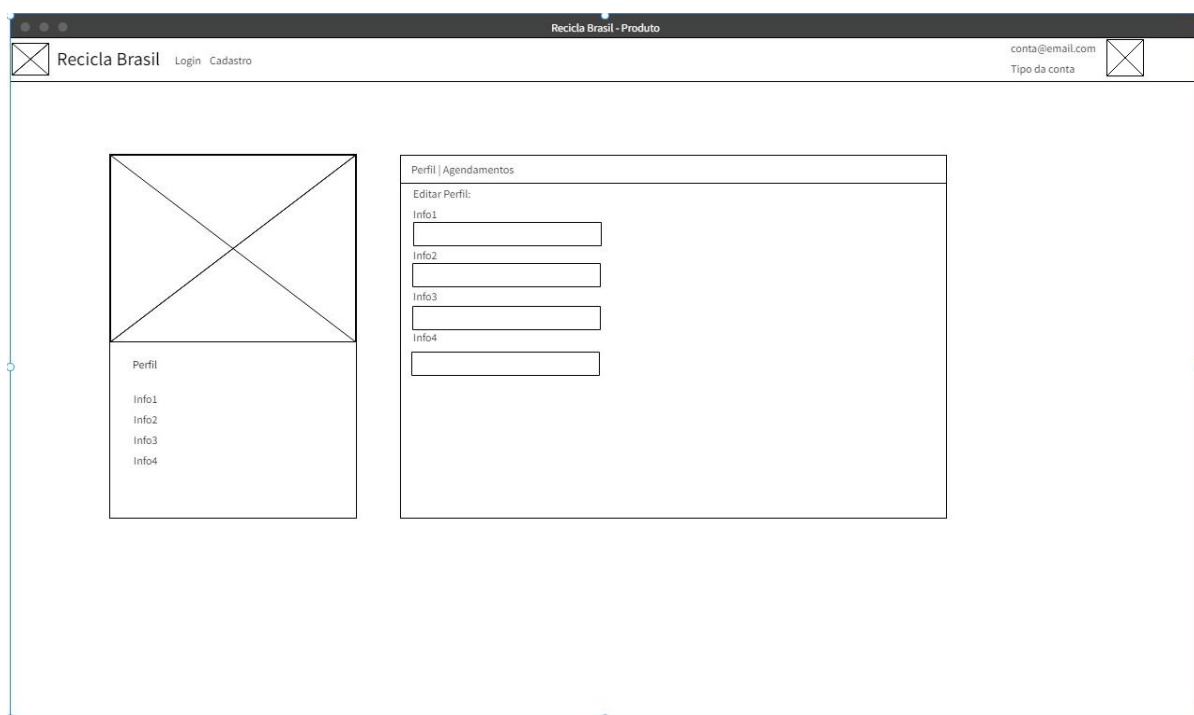 Recicla Brasil - Produto
Recicla Brasil Login Cadastro
conta@email.com
Tipo da conta
Perfil
Info1
Info2
Info3
Info4
Perfil | Agendamentos
Editar Perfil:
Info1
Info2
Info3
Info4